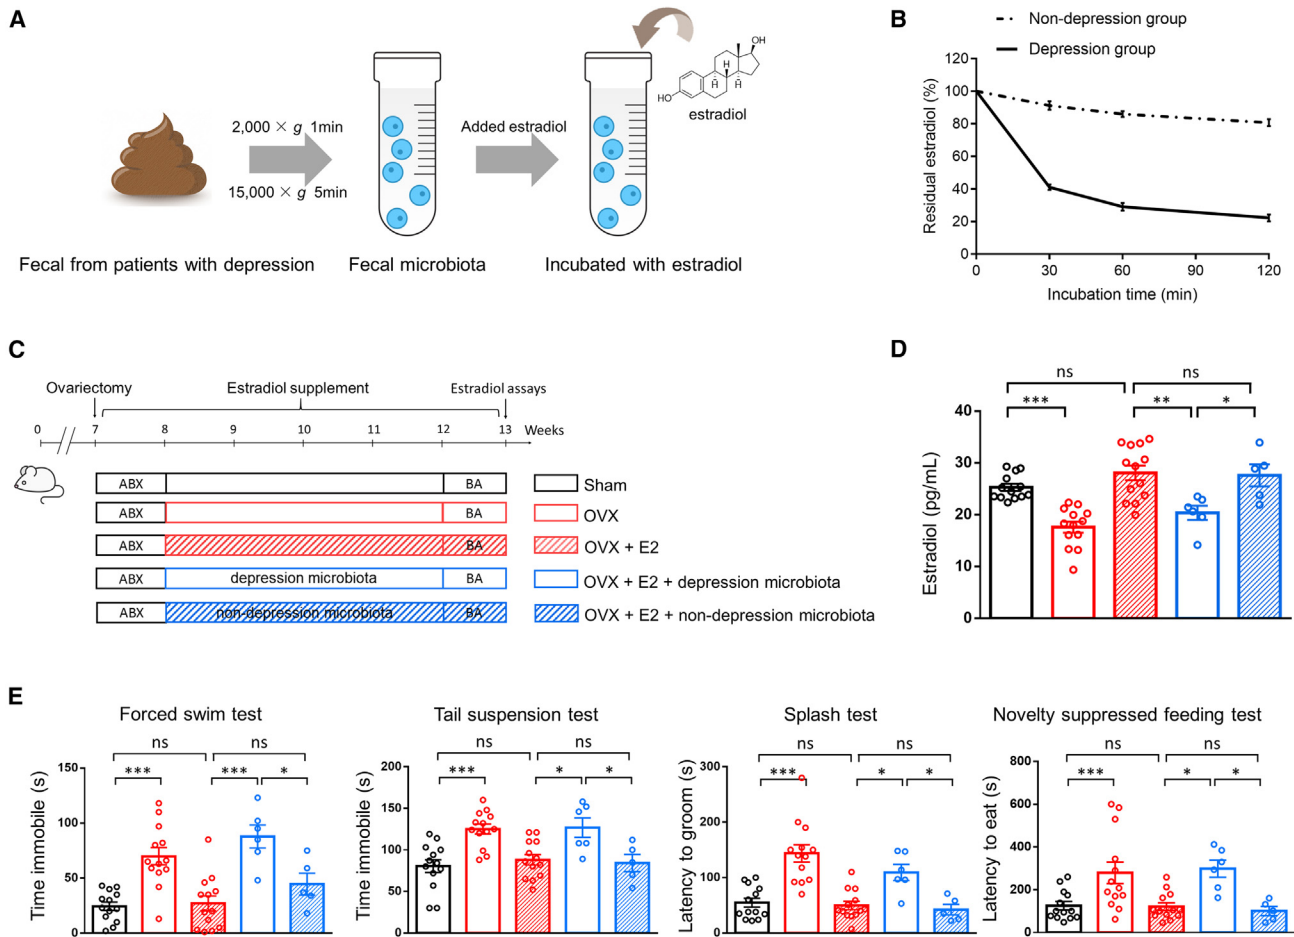 A
2,000 × g 1min
15,000 × g 5min
Added estradiol
OH
H
H
H
HO
estradiol
Fecal from patients with depression
Fecal microbiota
Incubated with estradiol
B
Non-depression group
Depression group
Residual estradiol (%)
120
100
80
60
40
20
0
0 30 60 90 120
Incubation time (min)
C
Ovariectomy
Estradiol supplement
Estradiol assays
0 7 8 9 10 11 12 13 Weeks
ABX BA Sham
ABX BA OVX
ABX BA OVX + E2
ABX depression microbiota BA OVX + E2 + depression microbiota
ABX non-depression microbiota BA OVX + E2 + non-depression microbiota
D
ns ns
*** ** *
Estradiol (pg/mL)
40
30
20
10
0
E
Forced swim test
ns ns
*** *** *
Time immobile (s)
150
100
50
0
Tail suspension test
ns ns
*** * *
Time immobile (s)
200
150
100
50
0
Splash test
ns ns
*** * *
Latency to groom (s)
300
200
100
0
Novelty suppressed feeding test
ns ns
*** * *
Latency to eat (s)
800
600
400
200
0